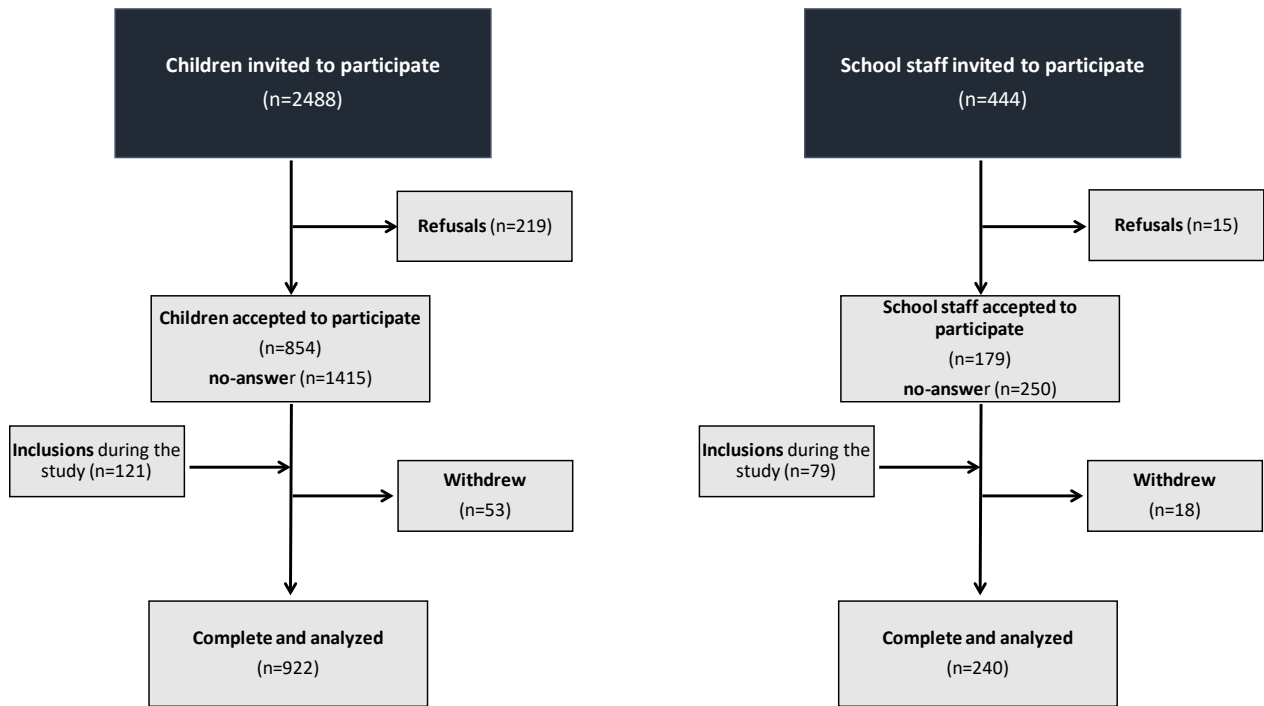 Children invited to participate
(n=2488)
Refusals (n=219)
Children accepted to participate
(n=854)
no-answer (n=1415)
Inclusions during the
study (n=121)
Withdrew
(n=53)
Complete and analyzed
n=922
School staff invited to participate
(n=444)
Refusals (n=15)
School staff accepted to
participate
(n=179)
no-answer (n=250)
Inclusions during the
study (n=79)
Withdrew
(n=18)
Complete and analyzed
(n=240)